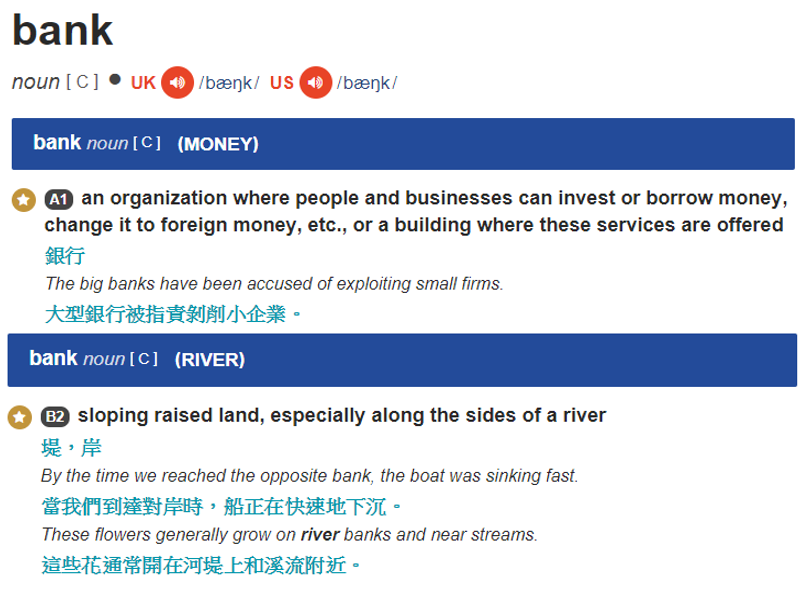 bank
noun [ C ] ● UK /bæŋk/ US /bæŋk/
bank noun [ C ] (MONEY)
A1 an organization where people and businesses can invest or borrow money,
change it to foreign money, etc., or a building where these services are offered
銀行
The big banks have been accused of exploiting small firms.
大型銀行被指責剝削小企業。
bank noun [ C ] (RIVER)
B2 sloping raised land, especially along the sides of a river
堤，岸
By the time we reached the opposite bank, the boat was sinking fast.
當我們到達對岸時，船正在快速地下沉。
These flowers generally grow on river banks and near streams.
這些花通常開在河堤上和溪流附近。